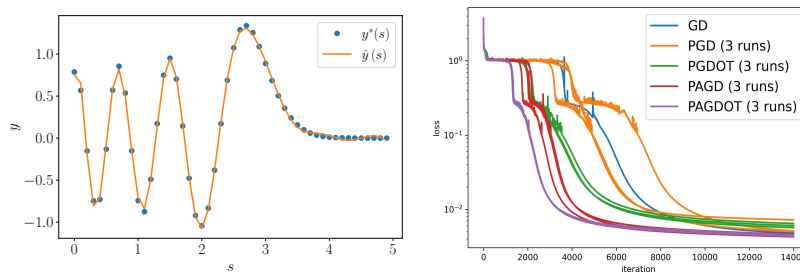 y*(s)
ŷ(s)
1.0
0.5
0.0
−0.5
−1.0
y
0 1 2 3 4 5
s
GD
PGD (3 runs)
PGDOT (3 runs)
PAGD (3 runs)
PAGDOT (3 runs)
10⁰
10⁻¹
10⁻²
loss
0 2000 4000 6000 8000 10000 12000 1400
iteration